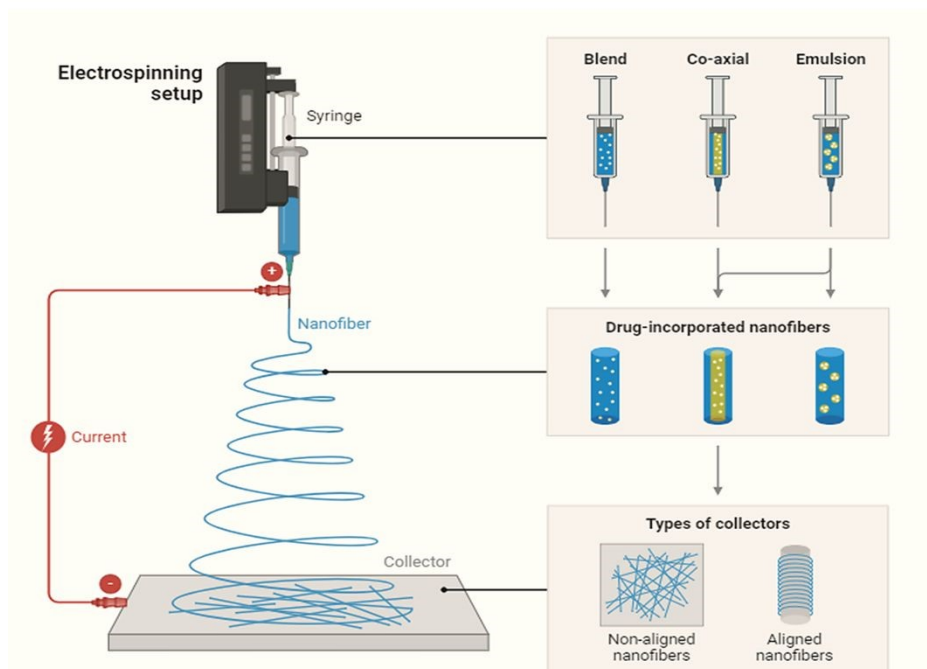 Electrospinning
setup
Syringe
Blend
Co-axial
Emulsion
+
Nanofiber
Drug-incorporated nanofibers
Current
Types of collectors
Collector
-
Non-aligned
nanofibers
Aligned
nanofibers